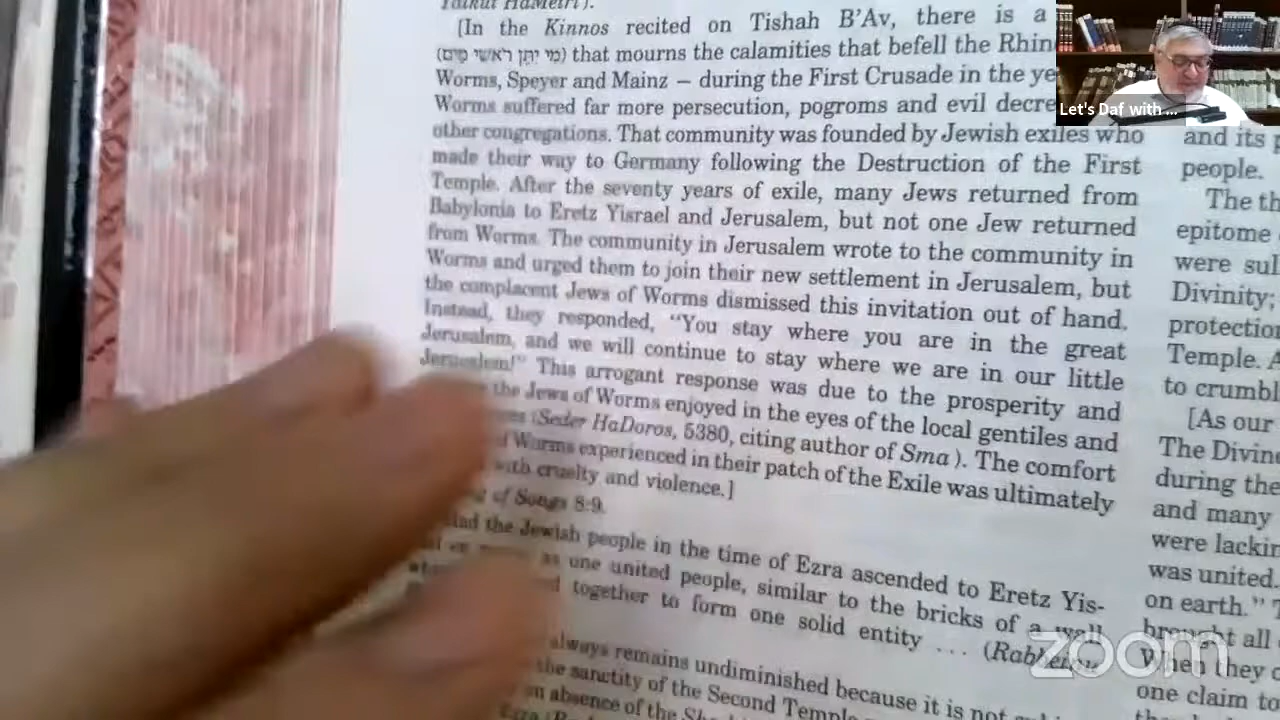 Yalkut HaMeiri).
[In the Kinnos recited on Tishah B'Av, there is a
(מי יתן ראשי מים) that mourns the calamities that befell the Rhin
Worms, Speyer and Mainz – during the First Crusade in the ye
Worms suffered far more persecution, pogroms and evil decre
other congregations. That community was founded by Jewish exiles who
made their way to Germany following the Destruction of the First
Temple. After the seventy years of exile, many Jews returned from
Babylonia to Eretz Yisrael and Jerusalem, but not one Jew returned
from Worms. The community in Jerusalem wrote to the community in
Worms and urged them to join their new settlement in Jerusalem, but
the complacent Jews of Worms dismissed this invitation out of hand.
Instead, they responded, “You stay where you are in the great
Jerusalem, and we will continue to stay where we are in our little
Jerusalem!” This arrogant response was due to the prosperity and
the Jews of Worms enjoyed in the eyes of the local gentiles and
(Seder HaDoros, 5380, citing author of Sma). The comfort
Worms experienced in their patch of the Exile was ultimately
with cruelty and violence.]
of Songs 8:9.
Had the Jewish people in the time of Ezra ascended to Eretz Yis-
as one united people, similar to the bricks of a wall
together to form one solid entity ... (Rabbeinu
always remains undiminished because it is not
the sanctity of the Second Temple
an absence of the
and its
people.
The th
epitome
were sul
Divinity;
protection
Temple. A
to crumbl
[As our
The Divine
during the
and many
were lackin
was united.
on earth.” T
brought all
When they
one claim to
Let's Daf with ...
zoom